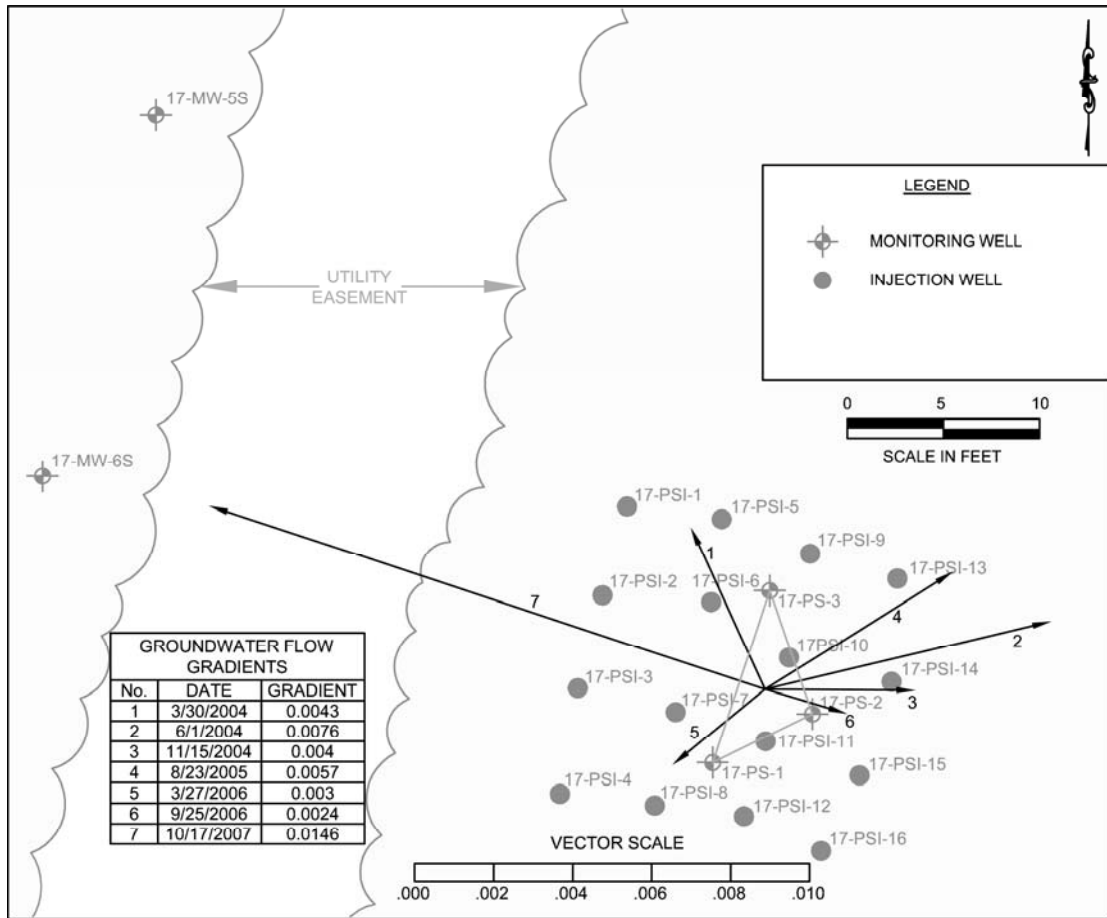 17-MW-5S
LEGEND
MONITORING WELL
INJECTION WELL
UTILITY
EASEMENT
0 5 10
SCALE IN FEET
17-MW-6S
17-PSI-1
17-PSI-5
17-PSI-9
1
17-PSI-13
17-PSI-2
17-PSI-6
17-PS-3
7
4
2
17PSI-10
17-PSI-14
17-PSI-3
3
17-PSI-7
17-PS-2
6
5
17-PSI-11
17-PS-1
17-PSI-15
17-PSI-4
17-PSI-8
17-PSI-12
17-PSI-16
GROUNDWATER FLOW
GRADIENTS
No. DATE GRADIENT
1 3/30/2004 0.0043
2 6/1/2004 0.0076
3 11/15/2004 0.004
4 8/23/2005 0.0057
5 3/27/2006 0.003
6 9/25/2006 0.0024
7 10/17/2007 0.0146
VECTOR SCALE
.000 .002 .004 .006 .008 .010